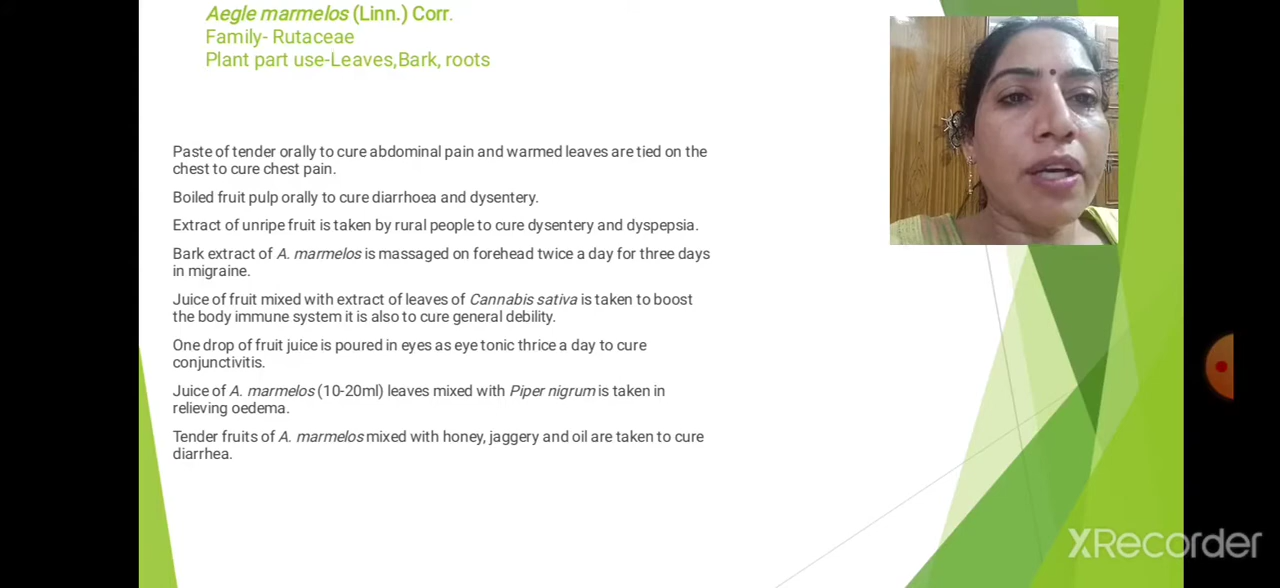 Aegle marmelos (Linn.) Corr.
Family- Rutaceae
Plant part use-Leaves,Bark, roots
Paste of tender orally to cure abdominal pain and warmed leaves are tied on the
chest to cure chest pain.
Boiled fruit pulp orally to cure diarrhoea and dysentery.
Extract of unripe fruit is taken by rural people to cure dysentery and dyspepsia.
Bark extract of A. marmelos is massaged on forehead twice a day for three days
in migraine.
Juice of fruit mixed with extract of leaves of Cannabis sativa is taken to boost
the body immune system it is also to cure general debility.
One drop of fruit juice is poured in eyes as eye tonic thrice a day to cure
conjunctivitis.
Juice of A. marmelos (10-20ml) leaves mixed with Piper nigrum is taken in
relieving oedema.
Tender fruits of A. marmelos mixed with honey, jaggery and oil are taken to cure
diarrhea.
XRecorder